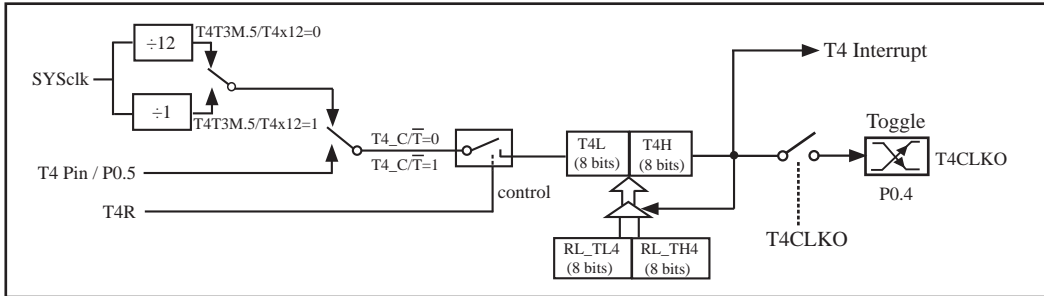 ÷12
T4T3M.5/T4x12=0
SYSclk
÷1
T4T3M.5/T4x12=1
T4_C/T̅=0
T4_C/T̅=1
T4 Pin / P0.5
T4R
control
T4L
(8 bits)
T4H
(8 bits)
RL_TL4
(8 bits)
RL_TH4
(8 bits)
T4 Interrupt
Toggle
T4CLKO
P0.4
T4CLKO